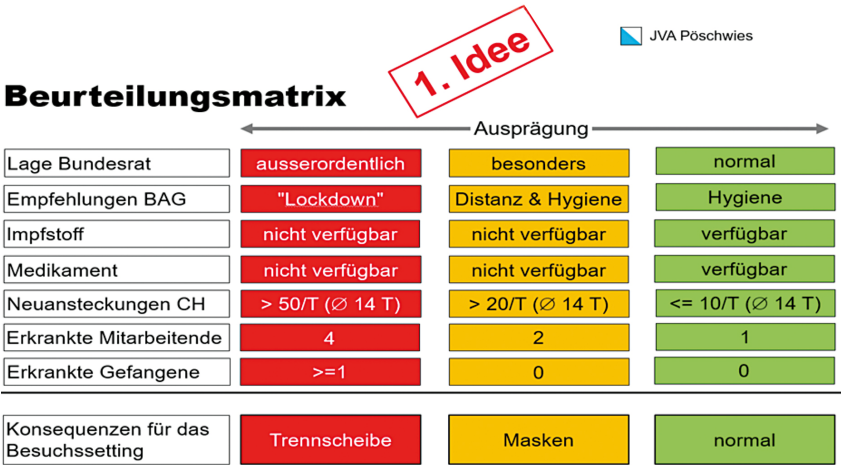 1. Idee
JVA Pöschwies
Beurteilungsmatrix
Ausprägung
Lage Bundesrat ausserordentlich besonders normal
Empfehlungen BAG "Lockdown" Distanz & Hygiene Hygiene
Impfstoff nicht verfügbar nicht verfügbar verfügbar
Medikament nicht verfügbar nicht verfügbar verfügbar
Neuansteckungen CH > 50/T (∅ 14 T) > 20/T (∅ 14 T) <= 10/T (∅ 14 T)
Erkrankte Mitarbeitende 4 2 1
Erkrankte Gefangene >=1 0 0
Konsequenzen für das
Besuchssetting Trennscheibe Masken normal